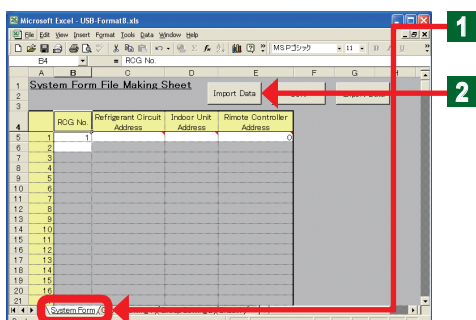 Microsoft Excel - USB-Format8.xls
File Edit View Insert Format Tools Data Window Help
MS Pゴシック 11
B4 = RCG No.
A B C D E F G H
1 System Form File Making Sheet
2 Import Data
3
4 RCG No. Refrigerant Circuit Address Indoor Unit Address Rimote Controller Address
5 1 1 0
6 2
7 3
8 4
9 5
10 6
11 7
12 8
13 9
14 10
15 11
16 12
17 13
18 14
19 15
20 16
21
System Form
1
2